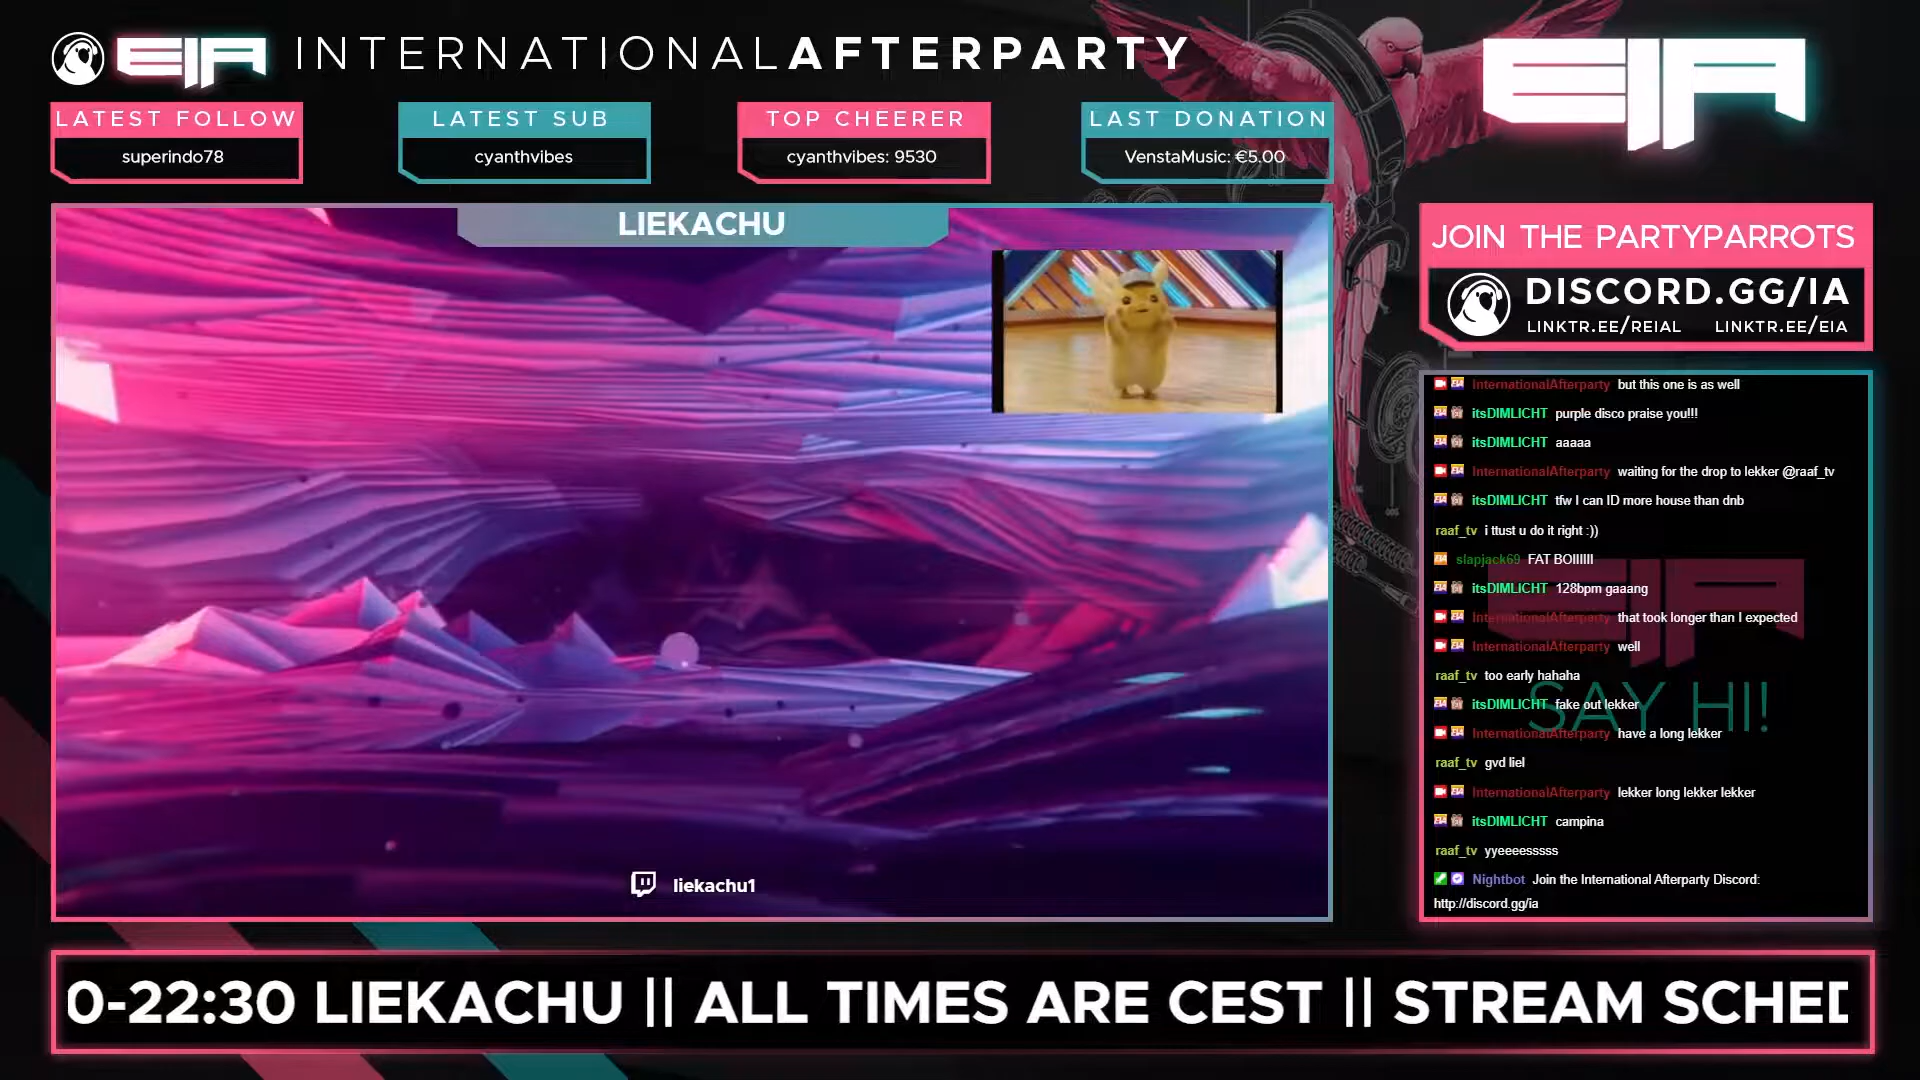 EIA INTERNATIONALAFTERPARTY
EIA
LATEST FOLLOW
superindo78
LATEST SUB
cyanthvibes
TOP CHEERER
cyanthvibes: 9530
LAST DONATION
VenstaMusic: €5.00
LIEKACHU
liekachu1
JOIN THE PARTYPARROTS
DISCORD.GG/IA
LINKTR.EE/REIAL LINKTR.EE/EIA
InternationalAfterparty but this one is as well
itsDIMLICHT purple disco praise you!!!
itsDIMLICHT aaaaa
InternationalAfterparty waiting for the drop to lekker @raaf_tv
itsDIMLICHT tfw I can ID more house than dnb
raaf_tv i ttust u do it right :))
slapjack69 FAT BOIIIIII
itsDIMLICHT 128bpm gaaang
InternationalAfterparty that took longer than I expected
InternationalAfterparty well
raaf_tv too early hahaha
itsDIMLICHT fake out lekker
InternationalAfterparty have a long lekker
raaf_tv gvd liel
InternationalAfterparty lekker long lekker lekker
itsDIMLICHT campina
raaf_tv yyeeeesssss
Nightbot Join the International Afterparty Discord:
http://discord.gg/ia
EIA
SAY HI!
0-22:30 LIEKACHU || ALL TIMES ARE CEST || STREAM SCHED